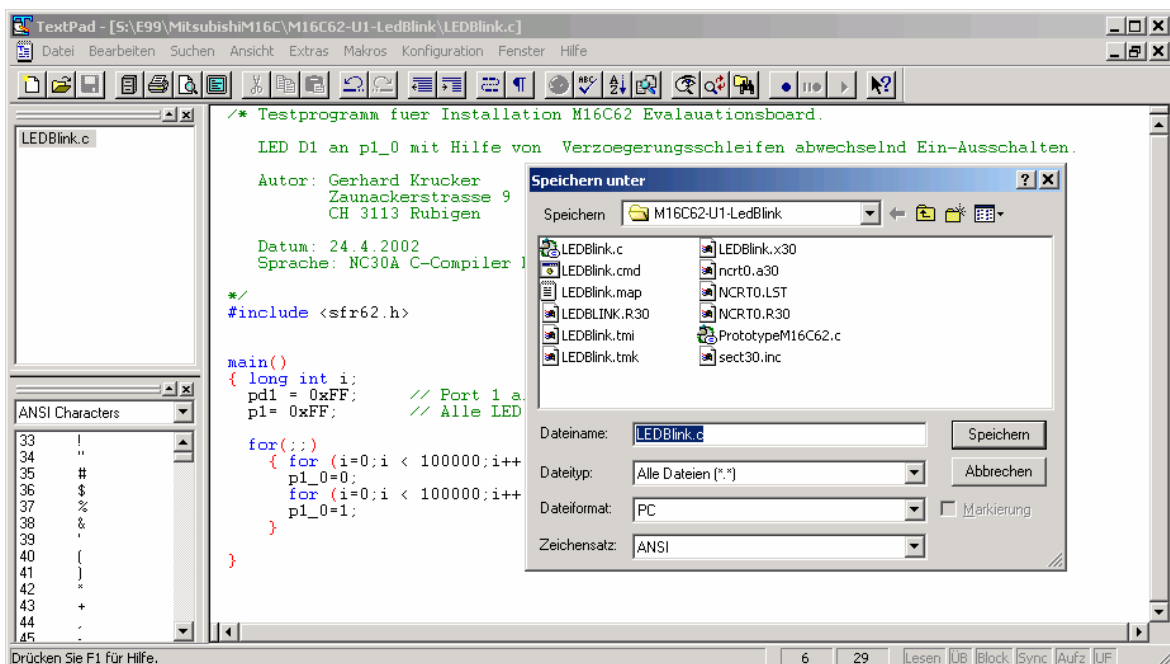 TextPad - [S:\E99\MitsubishiM16C\M16C62-U1-LedBlink\LEDBlink.c]
Datei Bearbeiten Suchen Ansicht Extras Makros Konfiguration Fenster Hilfe
LEDBlink.c
/* Testprogramm fuer Installation M16C62 Evalauationsboard.
LED D1 an p1_0 mit Hilfe von Verzoegerungsschleifen abwechselnd Ein-Ausschalten.
Autor: Gerhard Krucker
Zaunackerstrasse 9
CH 3113 Rubigen
Datum: 24.4.2002
Sprache: NC30A C-Compiler
*/
#include <sfr62.h>
main()
{ long int i;
pd1 = 0xFF; // Port 1 a
p1= 0xFF; // Alle LED
for(;;)
{ for (i=0;i < 100000;i++
p1_0=0;
for (i=0;i < 100000;i++
p1_0=1;
}
}
Speichern unter
Speichern M16C62-U1-LedBlink
LEDBlink.c
LEDBlink.cmd
LEDBlink.map
LEDBLINK.R30
LEDBlink.tmi
LEDBlink.tmk
LEDBlink.x30
ncrt0.a30
NCRT0.LST
NCRT0.R30
PrototypeM16C62.c
sect30.inc
Dateiname: LEDBlink.c Speichern
Dateityp: Alle Dateien (*.*) Abbrechen
Dateiformat: PC Markierung
Zeichensatz: ANSI
ANSI Characters
33 !
34 "
35 #
36 $
37 %
38 &
39 '
40 (
41 )
42 *
43 +
44 ,
45 -
Drücken Sie F1 für Hilfe. 6 29 Lesen ÜB Block Sync Aufz UF